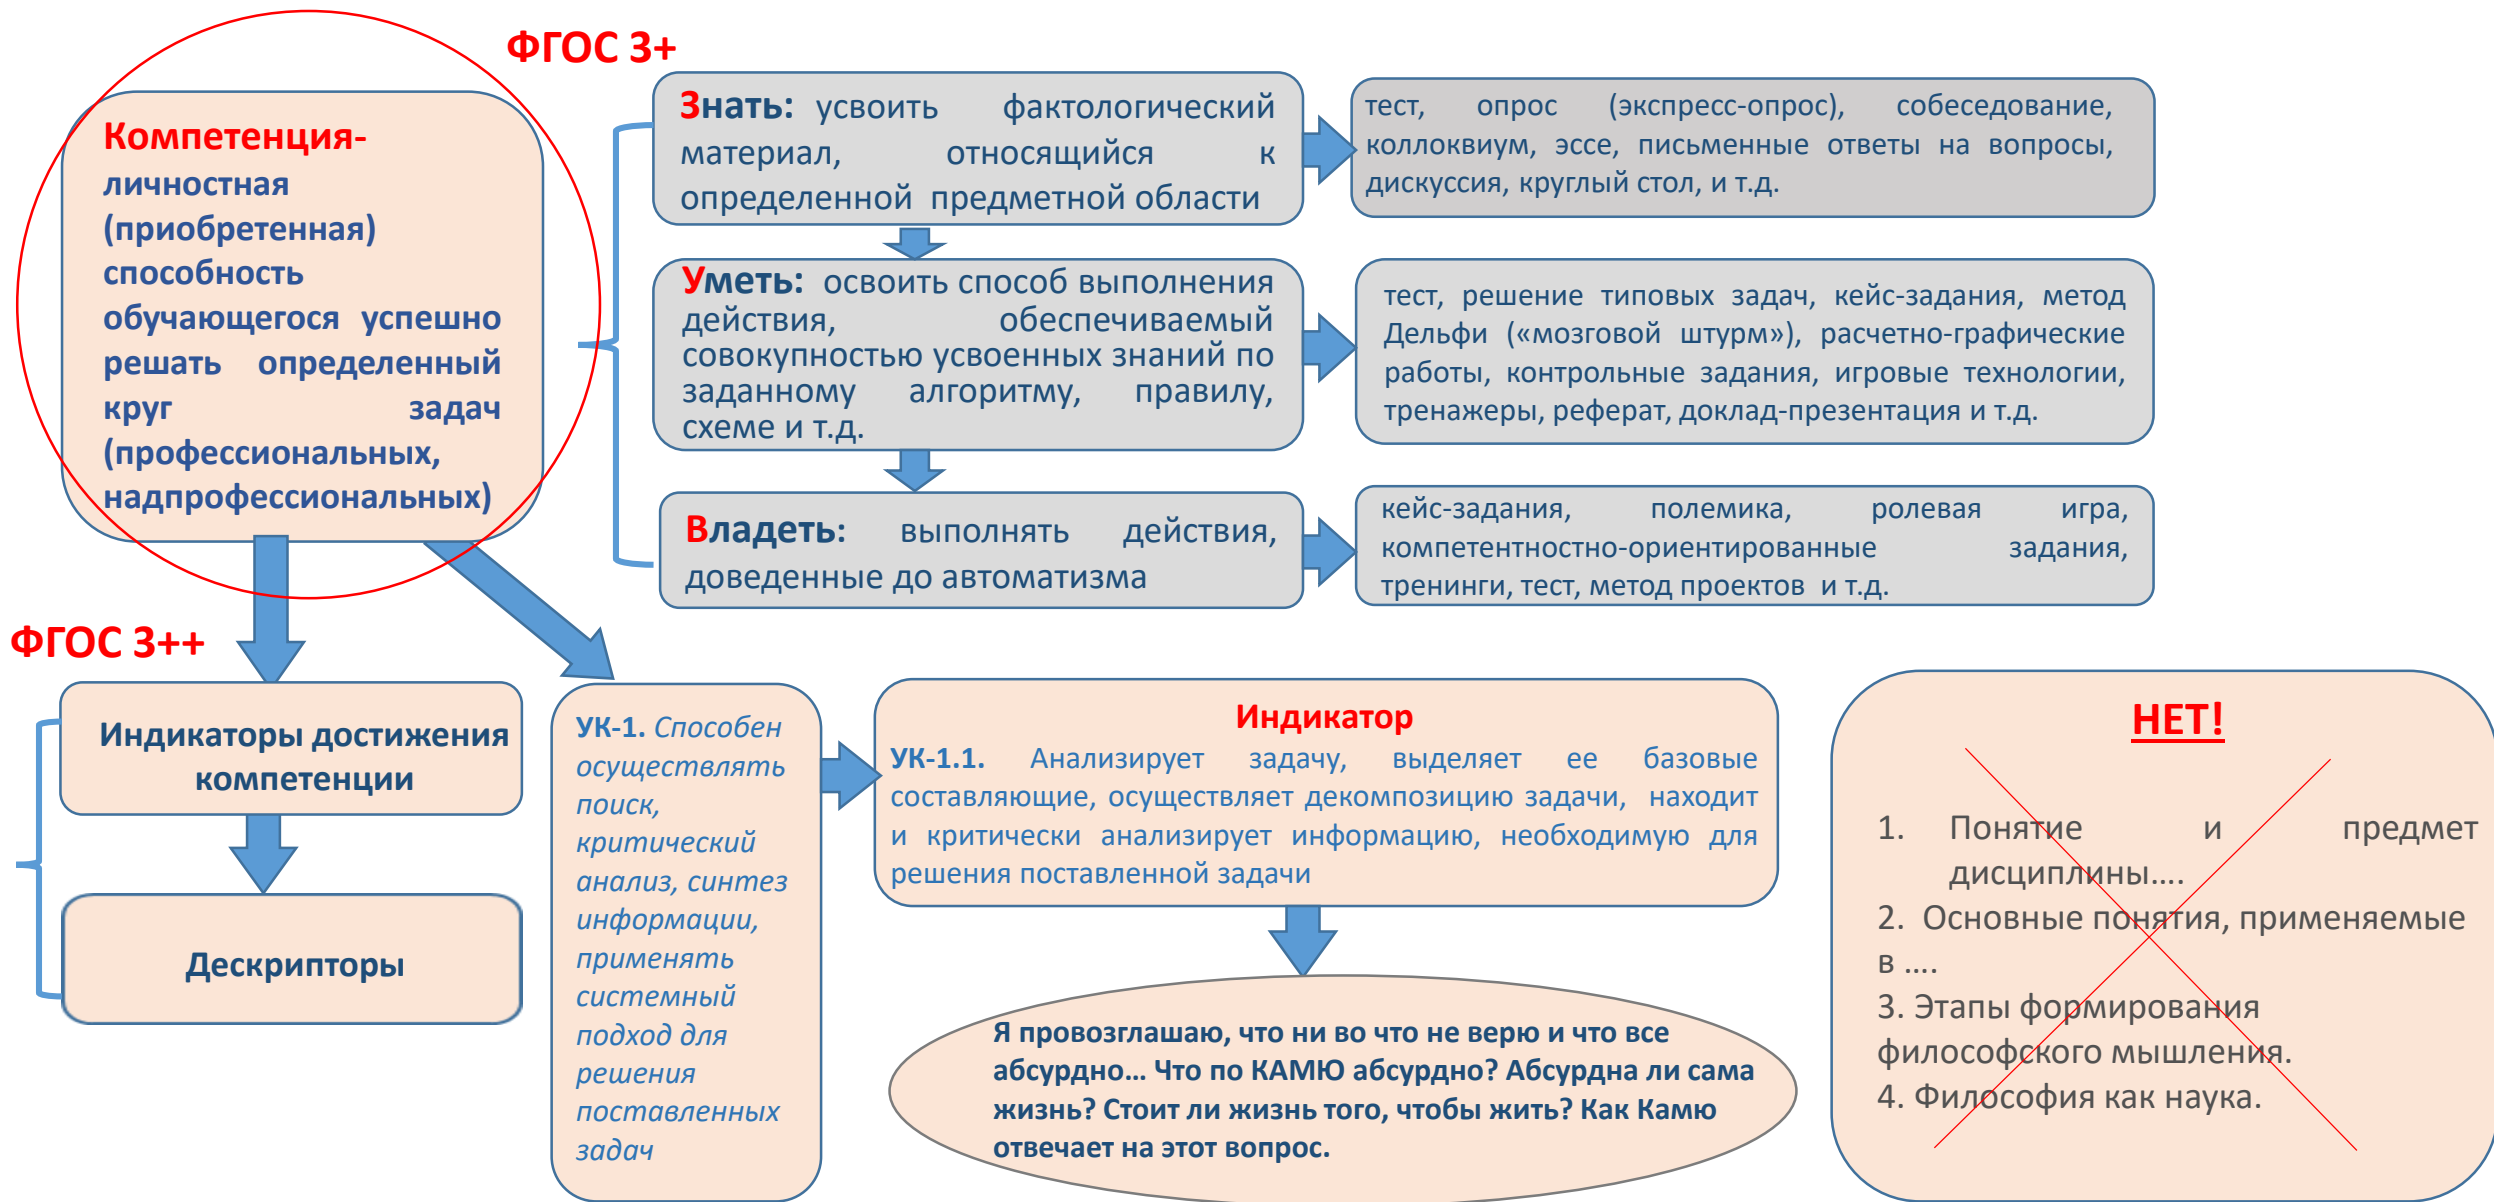 ФГОС 3+
Компетенция-
личностная
(приобретенная)
способность
обучающегося успешно
решать определенный
круг задач
(профессиональных,
надпрофессиональных)
Знать: усвоить фактологический
материал, относящийся к
определенной предметной области
тест, опрос (экспресс-опрос), собеседование,
коллоквиум, эссе, письменные ответы на вопросы,
дискуссия, круглый стол, и т.д.
Уметь: освоить способ выполнения
действия, обеспечиваемый
совокупностью усвоенных знаний по
заданному алгоритму, правилу,
схеме и т.д.
тест, решение типовых задач, кейс-задания, метод
Дельфи («мозговой штурм»), расчетно-графические
работы, контрольные задания, игровые технологии,
тренажеры, реферат, доклад-презентация и т.д.
Владеть: выполнять действия,
доведенные до автоматизма
кейс-задания, полемика, ролевая игра,
компетентностно-ориентированные задания,
тренинги, тест, метод проектов и т.д.
ФГОС 3++
Индикаторы достижения
компетенции
Дескрипторы
УК-1. Способен
осуществлять
поиск,
критический
анализ, синтез
информации,
применять
системный
подход для
решения
поставленных
задач
Индикатор
УК-1.1. Анализирует задачу, выделяет ее базовые
составляющие, осуществляет декомпозицию задачи, находит
и критически анализирует информацию, необходимую для
решения поставленной задачи
Я провозглашаю, что ни во что не верю и что все
абсурдно... Что по КАМЮ абсурдно? Абсурдна ли сама
жизнь? Стоит ли жизнь того, чтобы жить? Как Камю
отвечает на этот вопрос.
НЕТ!
1. Понятие и предмет
дисциплины....
2. Основные понятия, применяемые
в ....
3. Этапы формирования
философского мышления.
4. Философия как наука.